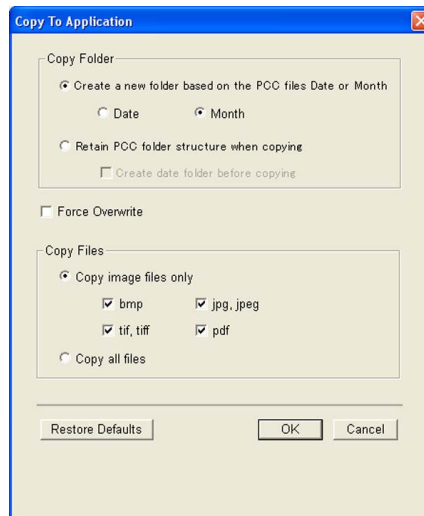 Copy To Application
Copy Folder
Create a new folder based on the PCC files Date or Month
Date Month
Retain PCC folder structure when copying
Create date folder before copying
Force Overwrite
Copy Files
Copy image files only
bmp jpg, jpeg
tif, tiff pdf
Copy all files
Restore Defaults OK Cancel